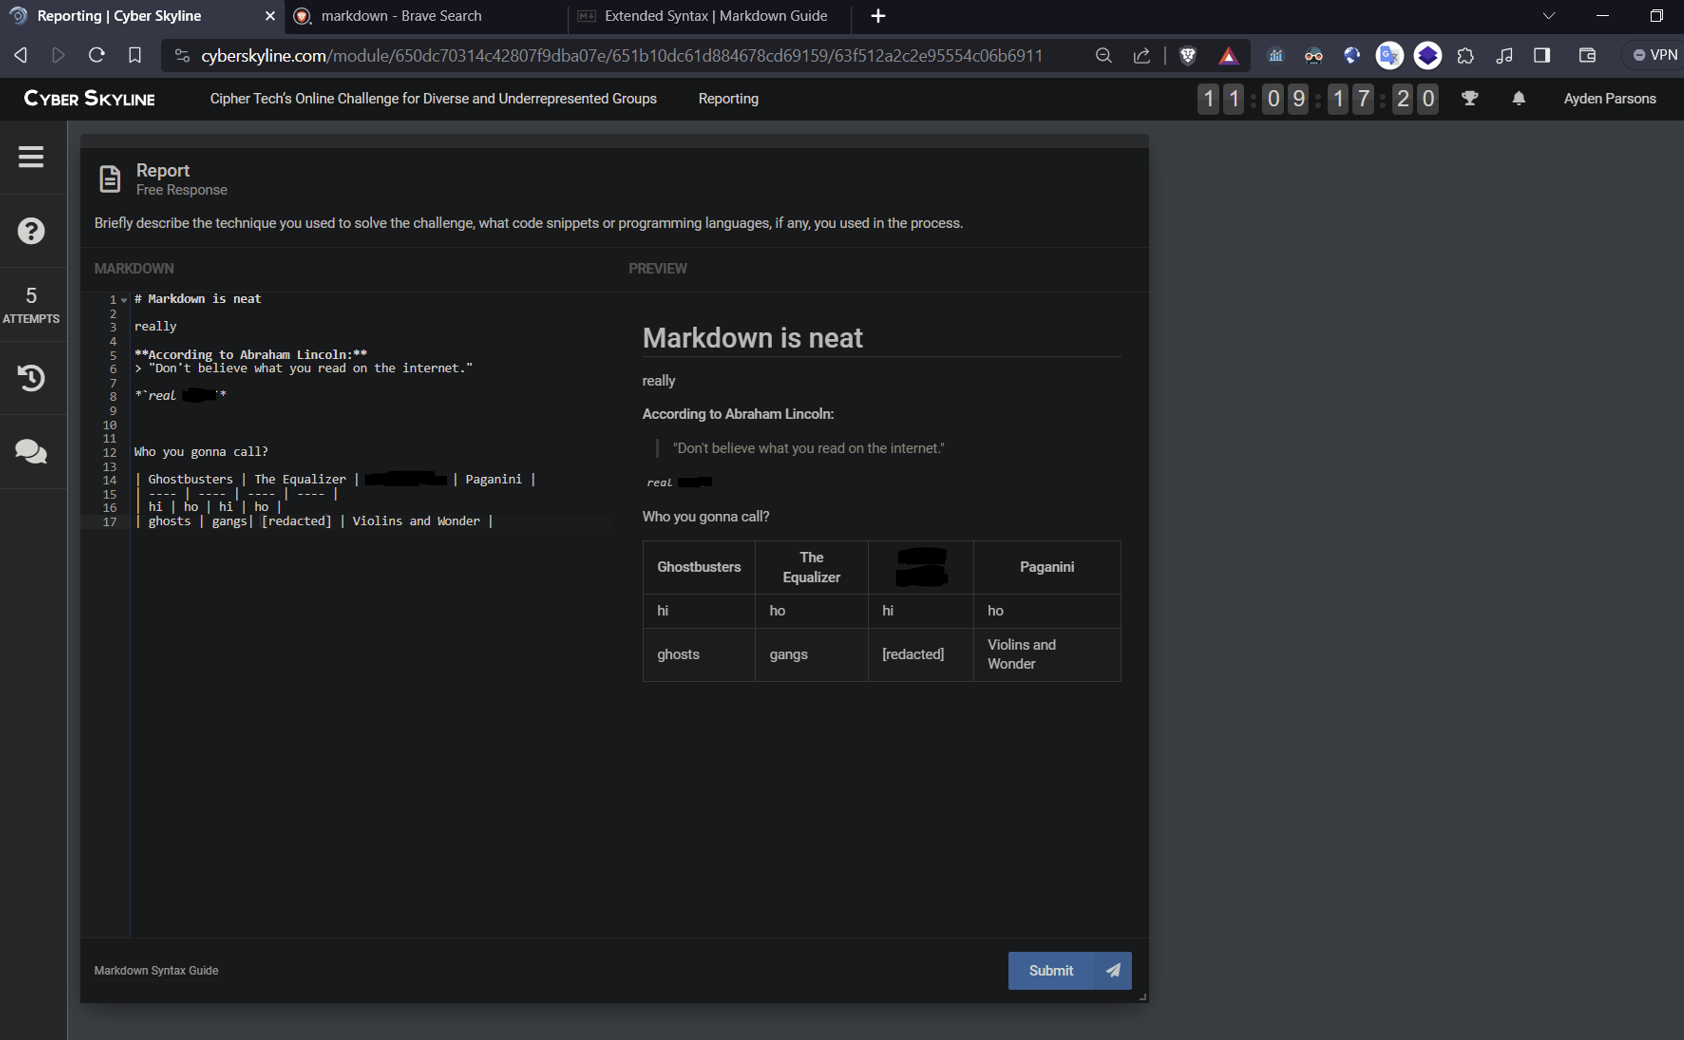 Reporting | Cyber Skyline
markdown - Brave Search
Extended Syntax | Markdown Guide
cyberskyline.com/module/650dc70314c42807f9dba07e/651b10dc61d884678cd69159/63f512a2c2e95554c06b6911
VPN
CYBER SKYLINE
Cipher Tech's Online Challenge for Diverse and Underrepresented Groups
Reporting
11:09:17:20
Ayden Parsons
5
ATTEMPTS
Report
Free Response
Briefly describe the technique you used to solve the challenge, what code snippets or programming languages, if any, you used in the process.
MARKDOWN
1 # Markdown is neat
2
3 really
4
5 **According to Abraham Lincoln:**
6 > "Don't believe what you read on the internet."
7
8 *`real `*
9
10
11
12 Who you gonna call?
13
14 | Ghostbusters | The Equalizer | | Paganini |
15 | ---- | ---- | ---- | ---- |
16 | hi | ho | hi | ho |
17 | ghosts | gangs| [redacted] | Violins and Wonder |
PREVIEW
Markdown is neat
really
According to Abraham Lincoln:
"Don't believe what you read on the internet."
real
Who you gonna call?
Ghostbusters
The
Equalizer
Paganini
hi
ho
hi
ho
ghosts
gangs
[redacted]
Violins and
Wonder
Markdown Syntax Guide
Submit